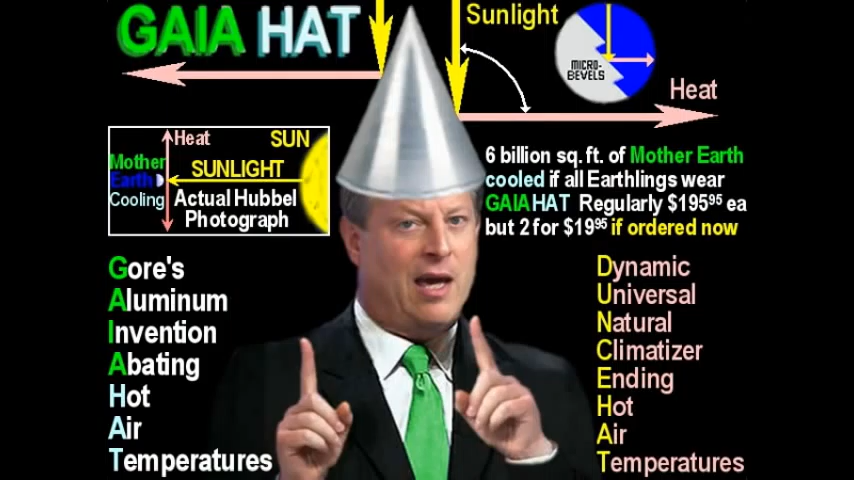 GAIA HAT
Sunlight
MICRO-
BEVELS
Heat
Heat
SUN
Mother
Earth
Cooling
SUNLIGHT
Actual Hubbel
Photograph
6 billion sq. ft. of Mother Earth
cooled if all Earthlings wear
GAIA HAT Regularly $195⁹⁵ ea
but 2 for $19⁹⁵ if ordered now
Gore's
Aluminum
Invention
Abating
Hot
Air
Temperatures
Dynamic
Universal
Natural
Climatizer
Ending
Hot
Air
Temperatures